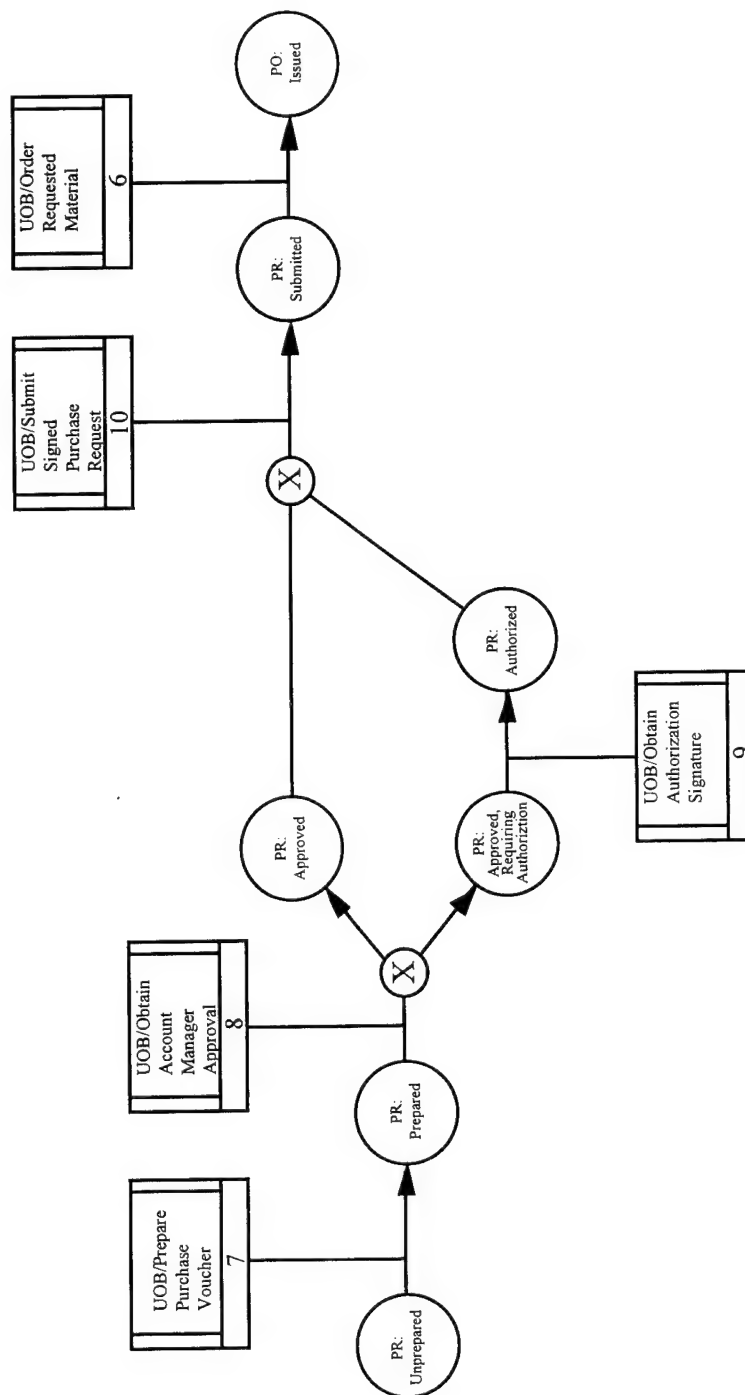 UOB/Prepare
Purchase
Voucher
7
UOB/Obtain
Account
Manager
Approval
8
UOB/Submit
Signed
Purchase
Request
10
UOB/Order
Requested
Material
6
PR:
Unprepared
PR:
Prepared
X
PR:
Approved
PR:
Approved,
Requiring
Authoriztion
PR:
Authorized
X
PR:
Submitted
PO:
Issued
UOB/Obtain
Authorization
Signature
9